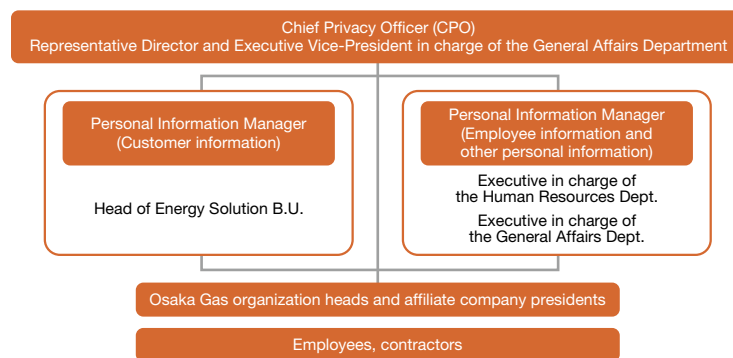 Chief Privacy Officer (CPO)
Representative Director and Executive Vice-President in charge of the General Affairs Department
Personal Information Manager
(Customer information)
Head of Energy Solution B.U.
Personal Information Manager
(Employee information and
other personal information)
Executive in charge of
the Human Resources Dept.
Executive in charge of
the General Affairs Dept.
Osaka Gas organization heads and affiliate company presidents
Employees, contractors